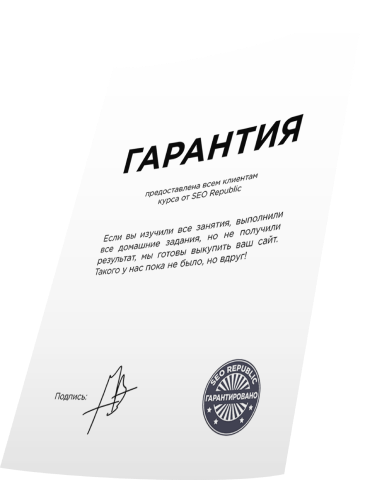 ГАРАНТИЯ
предоставлена всем клиентам
курса от SEO Republic
Если вы изучили все занятия, выполнили
все домашние задания, но не получили
результат, мы готовы выкупить ваш сайт.
Такого у нас пока не было, но вдруг!
Подпись:
SEO REPUBLIC
ГАРАНТИРОВАНО